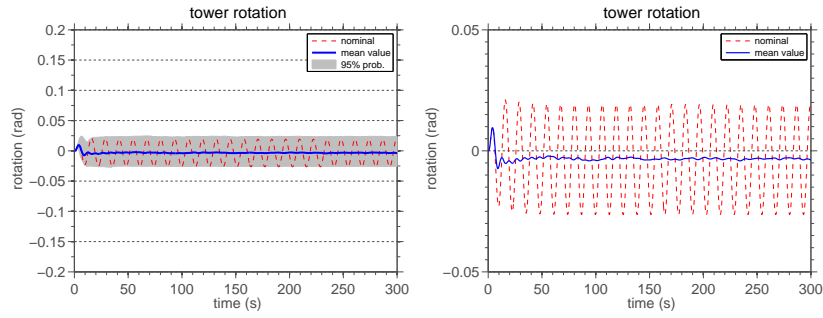 tower rotation
nominal
mean value
95% prob.
0.2
0.15
0.1
0.05
0
−0.05
−0.1
−0.15
−0.2
rotation (rad)
0 50 100 150 200 250 300
time (s)
tower rotation
nominal
mean value
0.05
0
−0.05
rotation (rad)
0 50 100 150 200 250 300
time (s)